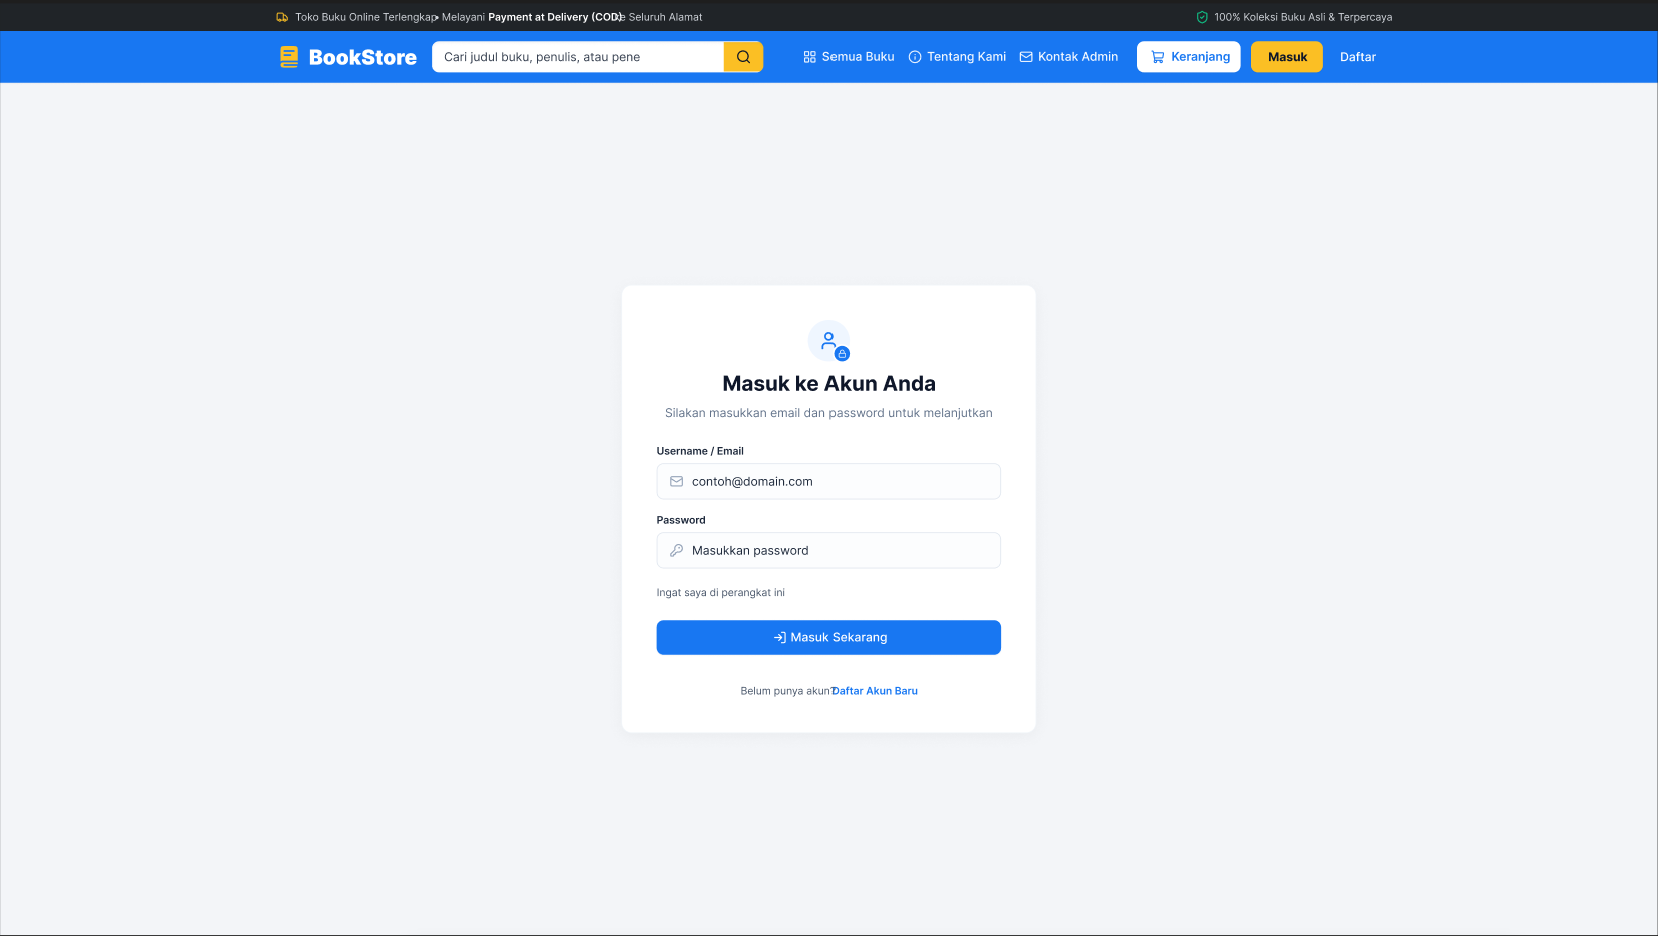 Toko Buku Online Terlengkap • Melayani Payment at Delivery (COD) e Seluruh Alamat
100% Koleksi Buku Asli & Terpercaya
BookStore
Cari judul buku, penulis, atau pene
Semua Buku
Tentang Kami
Kontak Admin
Keranjang
Masuk
Daftar
Masuk ke Akun Anda
Silakan masukkan email dan password untuk melanjutkan
Username / Email
contoh@domain.com
Password
Masukkan password
Ingat saya di perangkat ini
Masuk Sekarang
Belum punya akun? Daftar Akun Baru